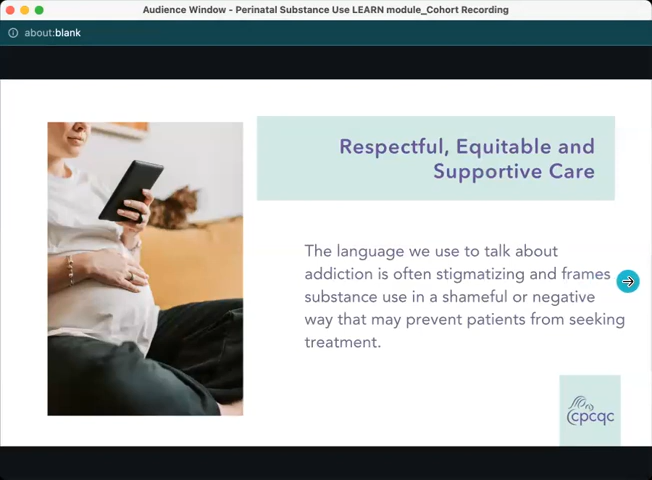 Audience Window - Perinatal Substance Use LEARN module_Cohort Recording
about:blank
Respectful, Equitable and
Supportive Care
The language we use to talk about
addiction is often stigmatizing and frames
substance use in a shameful or negative
way that may prevent patients from seeking
treatment.
cpcqc